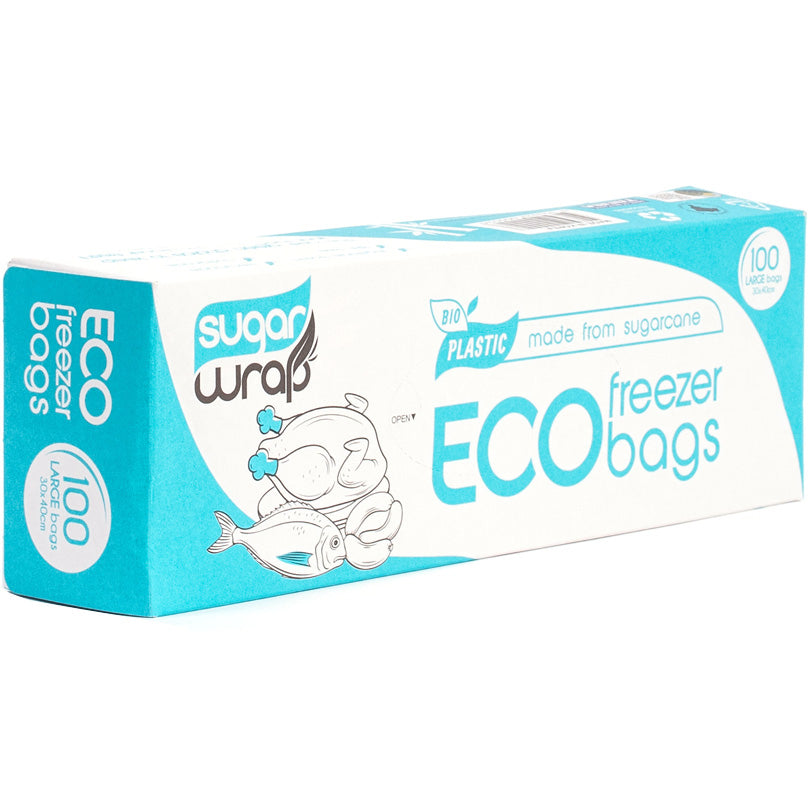 sugar
wrap
BIO
PLASTIC
made from sugarcane
ECO
freezer
bags
OPEN
100
LARGE bags
30x40cm
ECO
freezer
bags
100
LARGE bags
30x40cm